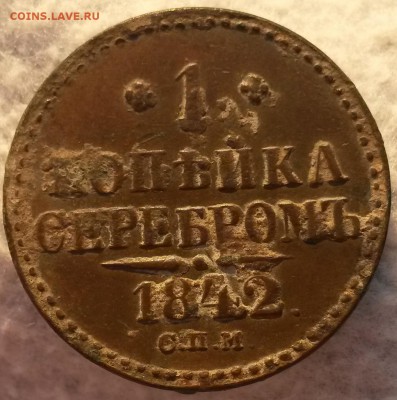 COINS.LAVE.RU
1
КОПѢЙКА
СЕРЕБРОМЪ
1842.
С.П.М.